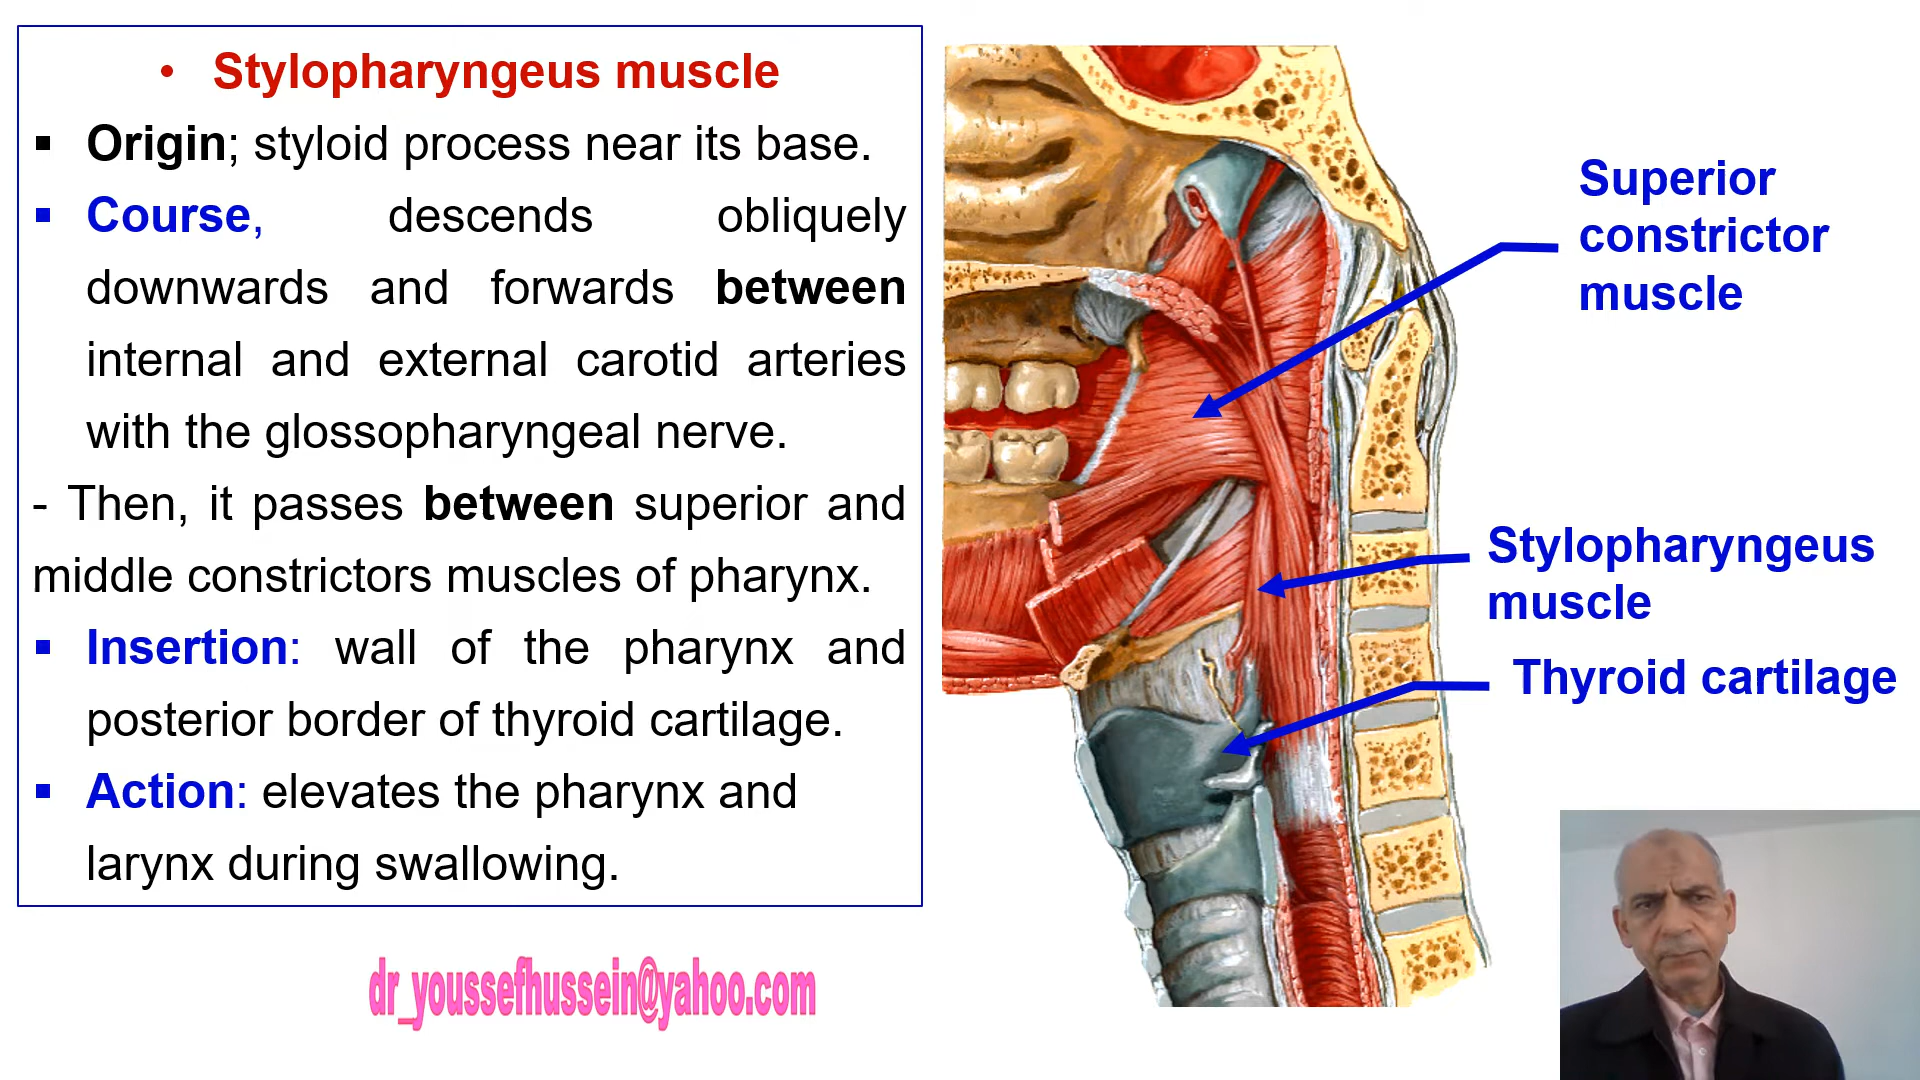 • Stylopharyngeus muscle
▪ Origin; styloid process near its base.
▪ Course, descends obliquely
downwards and forwards between
internal and external carotid arteries
with the glossopharyngeal nerve.
- Then, it passes between superior and
middle constrictors muscles of pharynx.
▪ Insertion: wall of the pharynx and
posterior border of thyroid cartilage.
▪ Action: elevates the pharynx and
larynx during swallowing.
dr_youssefhussein@yahoo.com
Superior
constrictor
muscle
Stylopharyngeus
muscle
Thyroid cartilage